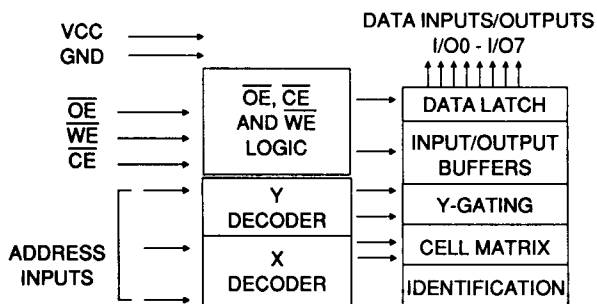 DATA INPUTS/OUTPUTS
I/O0 - I/O7
VCC
GND
OE
WE
CE
OE, CE
AND WE
LOGIC
DATA LATCH
INPUT/OUTPUT
BUFFERS
ADDRESS
INPUTS
Y
DECODER
X
DECODER
Y-GATING
CELL MATRIX
IDENTIFICATION